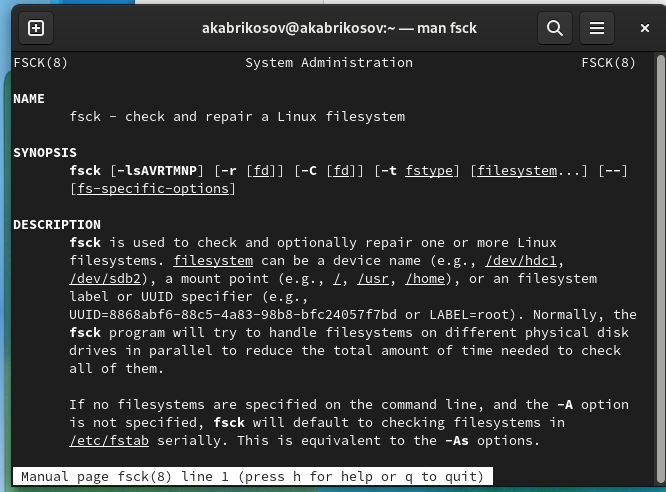 akabrikosov@akabrikosov:~ — man fsck
FSCK(8) System Administration FSCK(8)
NAME
fsck - check and repair a Linux filesystem
SYNOPSIS
fsck [-lsAVRTMNP] [-r [fd]] [-C [fd]] [-t fstype] [filesystem...] [--]
[fs-specific-options]
DESCRIPTION
fsck is used to check and optionally repair one or more Linux
filesystems. filesystem can be a device name (e.g., /dev/hdc1,
/dev/sdb2), a mount point (e.g., /, /usr, /home), or an filesystem
label or UUID specifier (e.g.,
UUID=8868abf6-88c5-4a83-98b8-bfc24057f7bd or LABEL=root). Normally, the
fsck program will try to handle filesystems on different physical disk
drives in parallel to reduce the total amount of time needed to check
all of them.
If no filesystems are specified on the command line, and the -A option
is not specified, fsck will default to checking filesystems in
/etc/fstab serially. This is equivalent to the -As options.
Manual page fsck(8) line 1 (press h for help or q to quit)